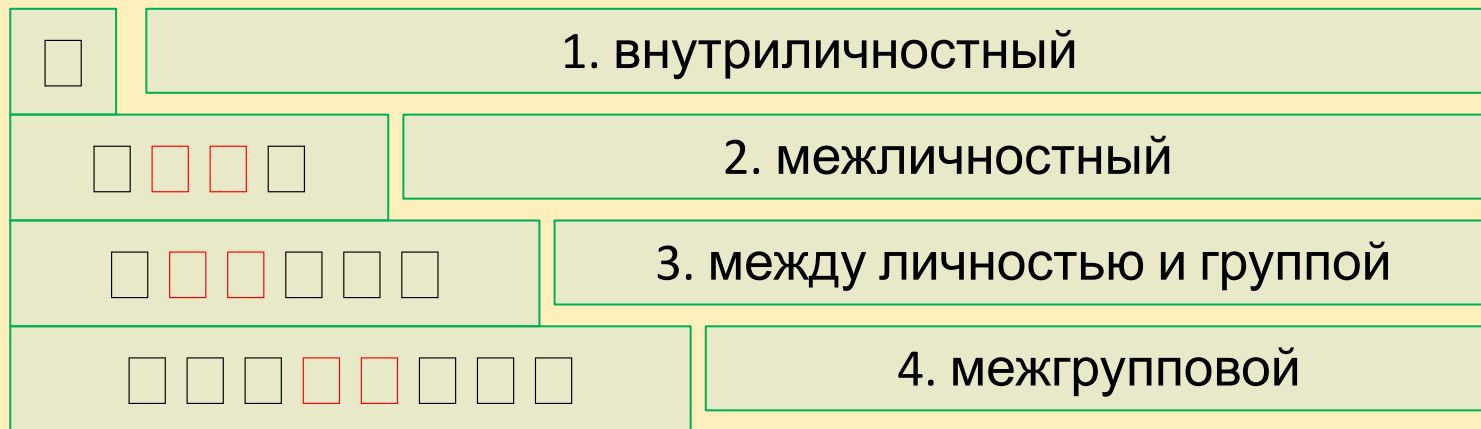 1. внутриличностный
2. межличностный
3. между личностью и группой
4. межгрупповой